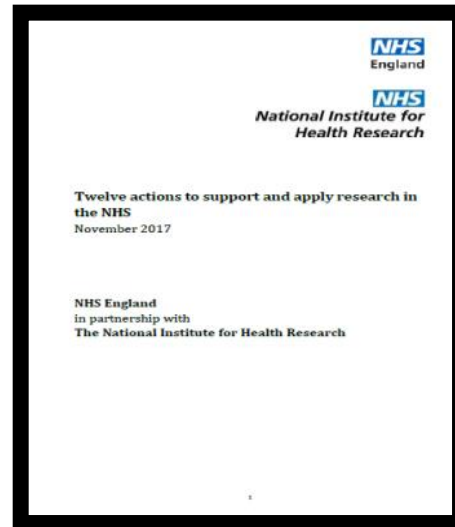 NHS
England
NHS
National Institute for
Health Research
Twelve actions to support and apply research in
the NHS
November 2017
NHS England
in partnership with
The National Institute for Health Research
1